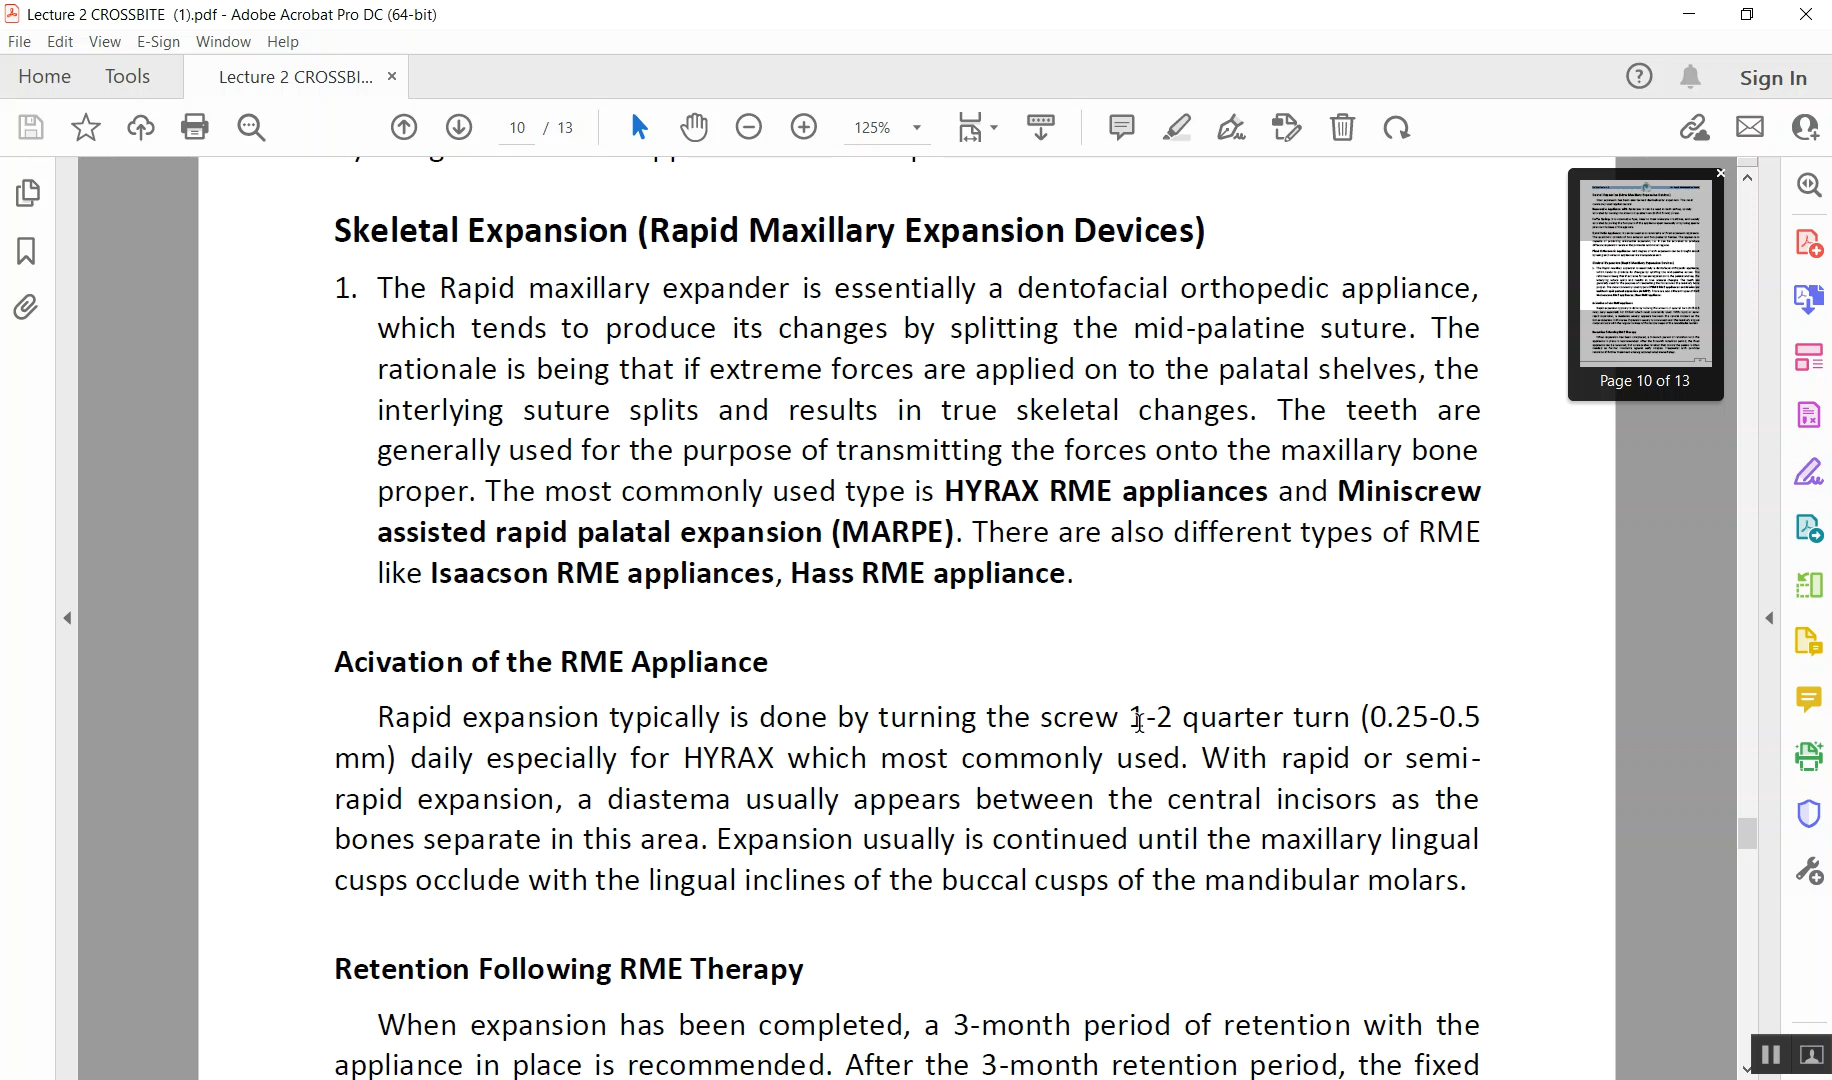 Lecture 2 CROSSBITE (1).pdf - Adobe Acrobat Pro DC (64-bit)
File Edit View E-Sign Window Help
Home Tools Lecture 2 CROSSBI... × Sign In
10 / 13 125%
Skeletal Expansion (Rapid Maxillary Expansion Devices)
1. The Rapid maxillary expander is essentially a dentofacial orthopedic appliance,
which tends to produce its changes by splitting the mid-palatine suture. The
rationale is being that if extreme forces are applied on to the palatal shelves, the
interlying suture splits and results in true skeletal changes. The teeth are
generally used for the purpose of transmitting the forces onto the maxillary bone
proper. The most commonly used type is HYRAX RME appliances and Miniscrew
assisted rapid palatal expansion (MARPE). There are also different types of RME
like Isaacson RME appliances, Hass RME appliance.
Acivation of the RME Appliance
Rapid expansion typically is done by turning the screw 1-2 quarter turn (0.25-0.5
mm) daily especially for HYRAX which most commonly used. With rapid or semi-
rapid expansion, a diastema usually appears between the central incisors as the
bones separate in this area. Expansion usually is continued until the maxillary lingual
cusps occlude with the lingual inclines of the buccal cusps of the mandibular molars.
Retention Following RME Therapy
When expansion has been completed, a 3-month period of retention with the
appliance in place is recommended. After the 3-month retention period, the fixed
Page 10 of 13